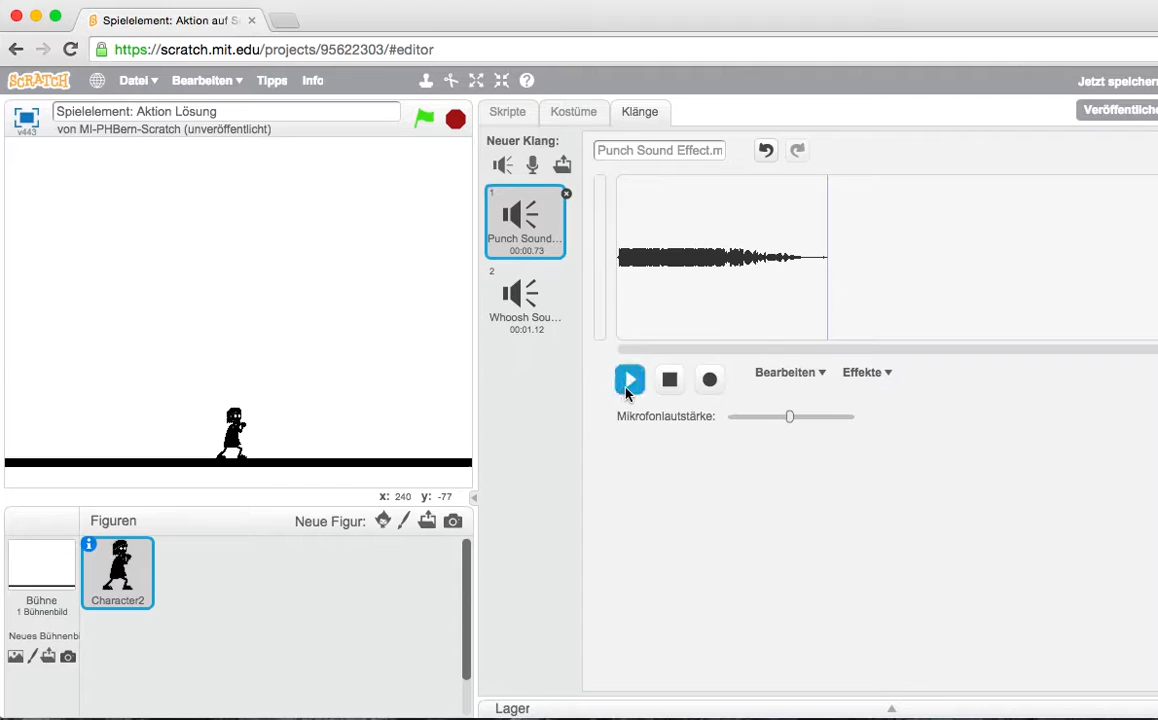 Spielelement: Aktion auf S
https://scratch.mit.edu/projects/95622303/#editor
SCRATCH Datei Bearbeiten Tipps Info
Jetzt speicher
Spielelement: Aktion Lösung
v443
von MI-PHBern-Scratch (unveröffentlicht)
Skripte Kostüme Klänge
Veröffentliche
Neuer Klang:
Punch Sound Effect.m
1
Punch Sound...
00:00.73
2
Whoosh Sou...
00:01.12
Bearbeiten Effekte
Mikrofonlautstärke:
x: 240 y: -77
Figuren Neue Figur:
Character2
Bühne
1 Bühnenbild
Neues Bühnenbi
Lager